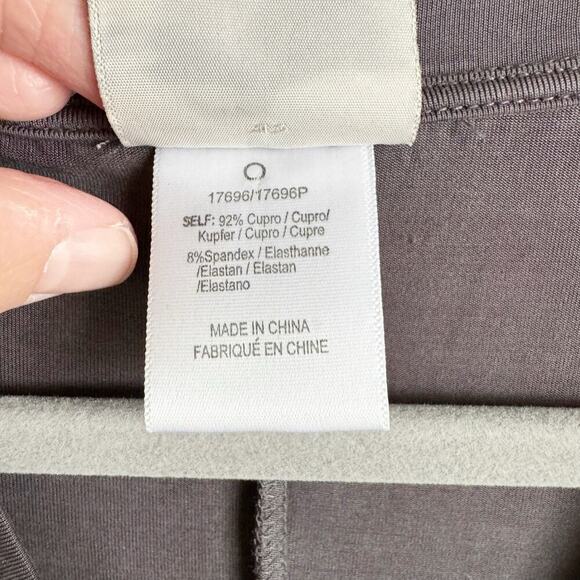 O
17696/17696P
SELF: 92% Cupro / Cupro/
Kupfer / Cupro / Cupre
8%Spandex / Elasthanne
/Elastan / Elastan
/Elastano
MADE IN CHINA
FABRIQUÉ EN CHINE